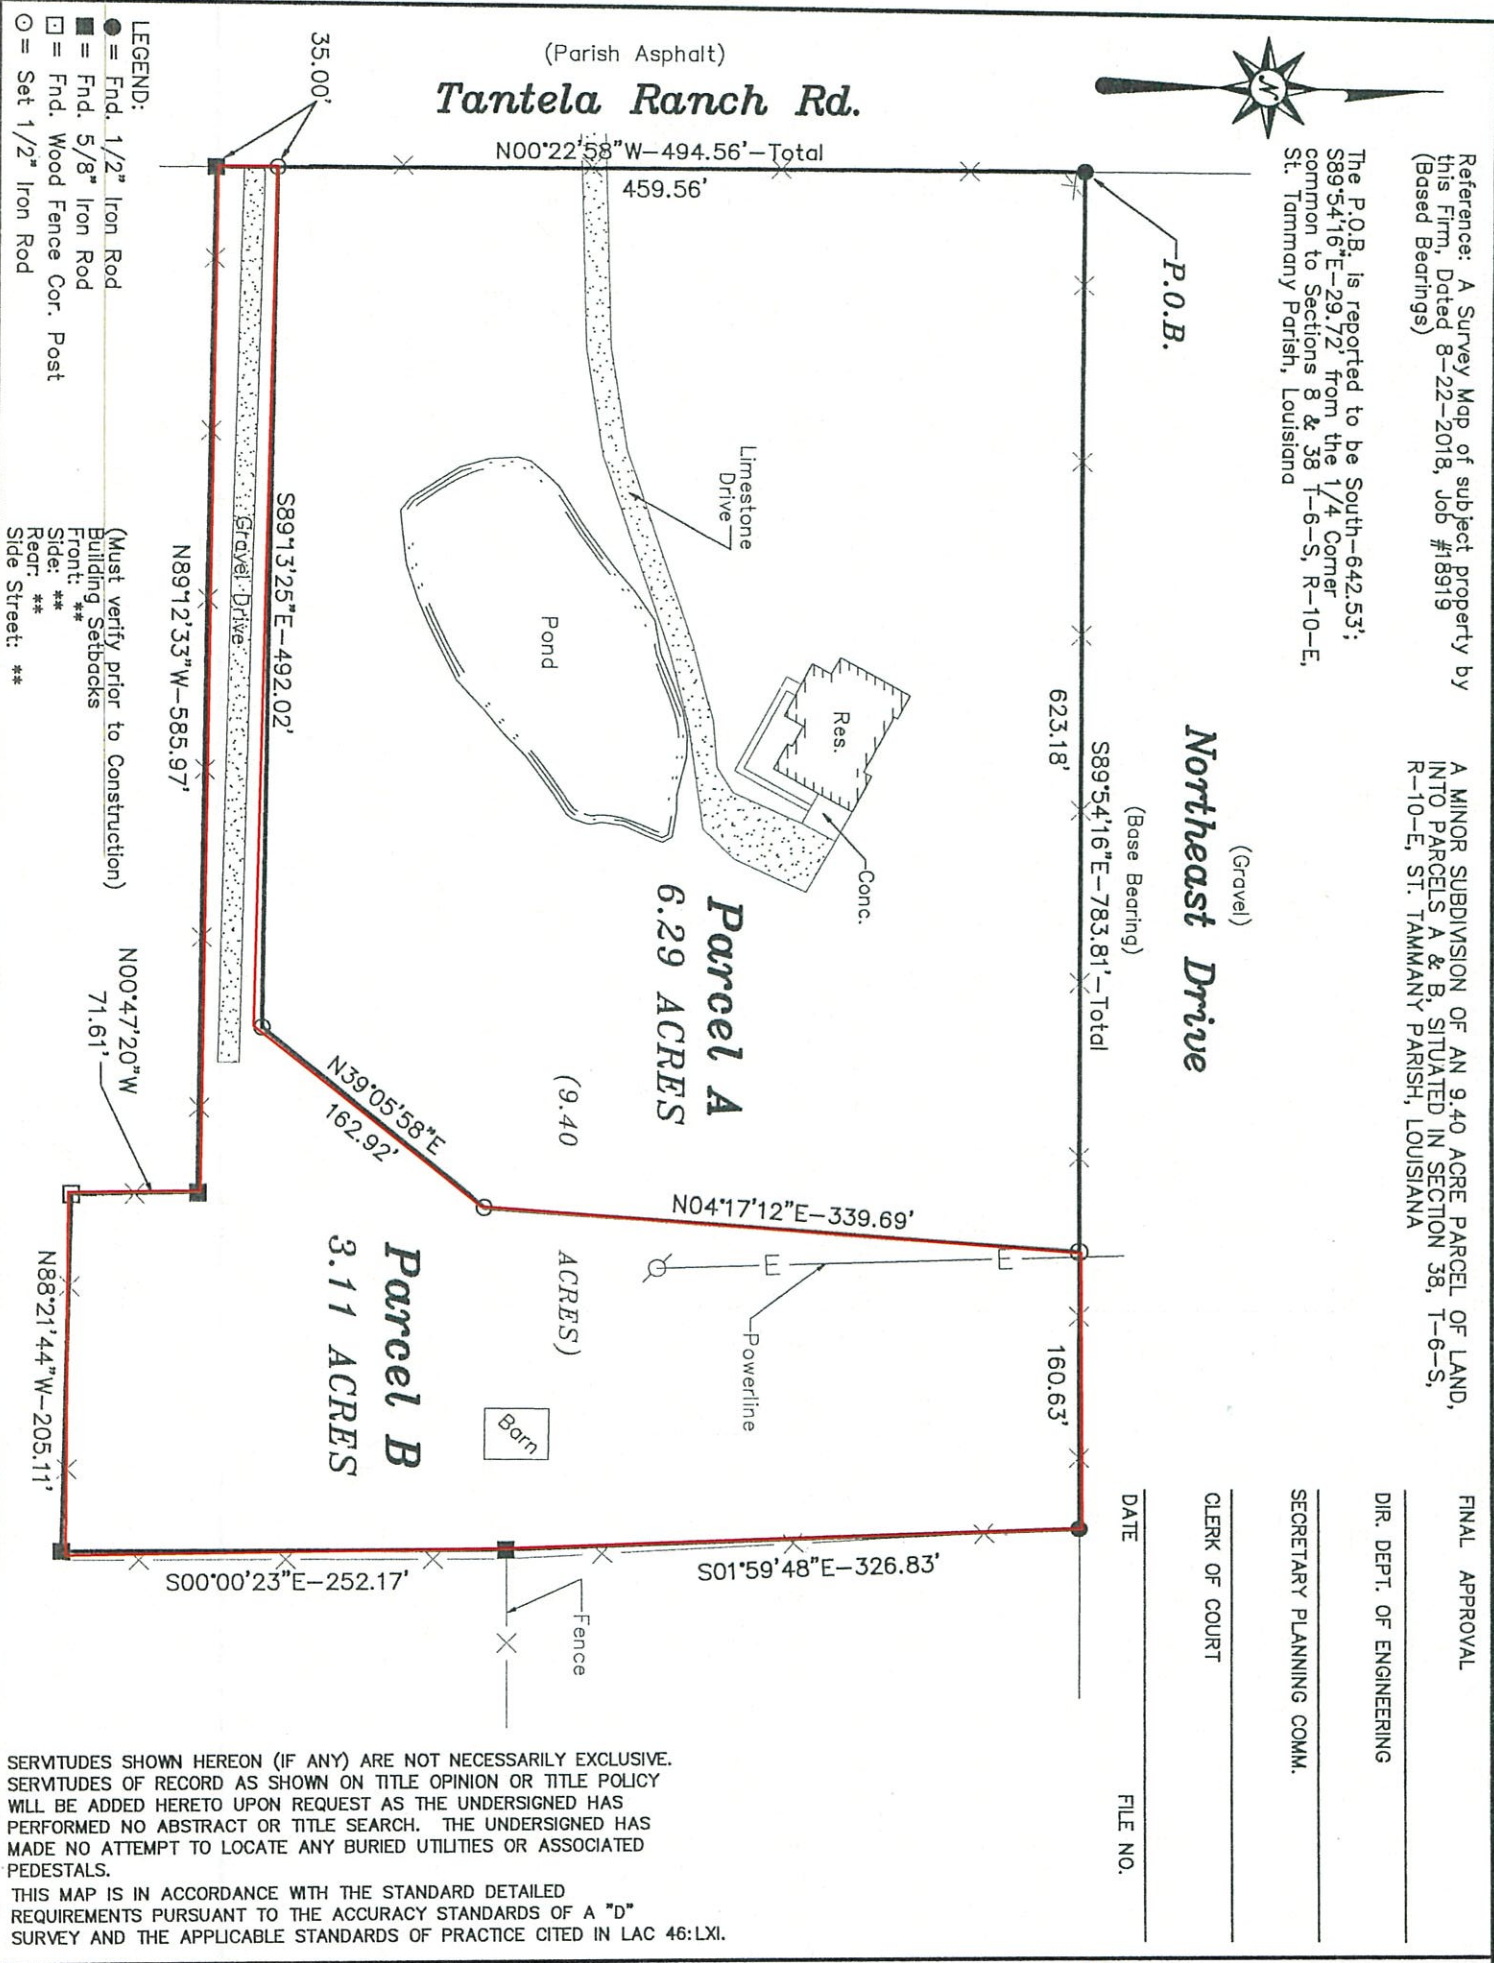 Reference: A Survey Map of subject property by
this Firm, Dated 8-22-2018, Job #18919
(Based Bearings)
The P.O.B. is reported to be South-642.53';
S89°54'16"E-29.72' from the 1/4 Corner
common to Sections 8 & 38 T-6-S, R-10-E,
St. Tammany Parish, Louisiana
A MINOR SUBDIVISION OF AN 9.40 ACRE PARCEL OF LAND,
INTO PARCELS A & B, SITUATED IN SECTION 38, T-6-S,
R-10-E, ST. TAMMANY PARISH, LOUISIANA
FINAL APPROVAL
DIR. DEPT. OF ENGINEERING
SECRETARY PLANNING COMM.
CLERK OF COURT
DATE
FILE NO.
N
P.O.B.
(Gravel)
Northeast Drive
(Base Bearing)
S89°54'16"E-783.81'-Total
623.18'
160.63'
(Parish Asphalt)
Tantela Ranch Rd.
N00°22'58"W-494.56'-Total
459.56'
35.00'
Limestone
Drive
Pond
Res.
Conc.
Parcel A
6.29 ACRES
(9.40
ACRES)
N04°17'12"E-339.69'
E
E
Powerline
N39°05'58"E
162.92'
Parcel B
3.11 ACRES
Barn
S01°59'48"E-326.83'
Fence
S00°00'23"E-252.17'
S89°13'25"E-492.02'
Gravel Drive
N89°12'33"W-585.97'
N00°47'20"W
71.61'
N88°21'44"W-205.11'
LEGEND:
= Fnd. 1/2" Iron Rod
= Fnd. 5/8" Iron Rod
= Fnd. Wood Fence Cor. Post
= Set 1/2" Iron Rod
(Must verify prior to Construction)
Building Setbacks
Front: **
Side: **
Rear: **
Side Street: **
SERVITUDES SHOWN HEREON (IF ANY) ARE NOT NECESSARILY EXCLUSIVE.
SERVITUDES OF RECORD AS SHOWN ON TITLE OPINION OR TITLE POLICY
WILL BE ADDED HERETO UPON REQUEST AS THE UNDERSIGNED HAS
PERFORMED NO ABSTRACT OR TITLE SEARCH. THE UNDERSIGNED HAS
MADE NO ATTEMPT TO LOCATE ANY BURIED UTILITIES OR ASSOCIATED
PEDESTALS.
THIS MAP IS IN ACCORDANCE WITH THE STANDARD DETAILED
REQUIREMENTS PURSUANT TO THE ACCURACY STANDARDS OF A "D"
SURVEY AND THE APPLICABLE STANDARDS OF PRACTICE CITED IN LAC 46:LXI.